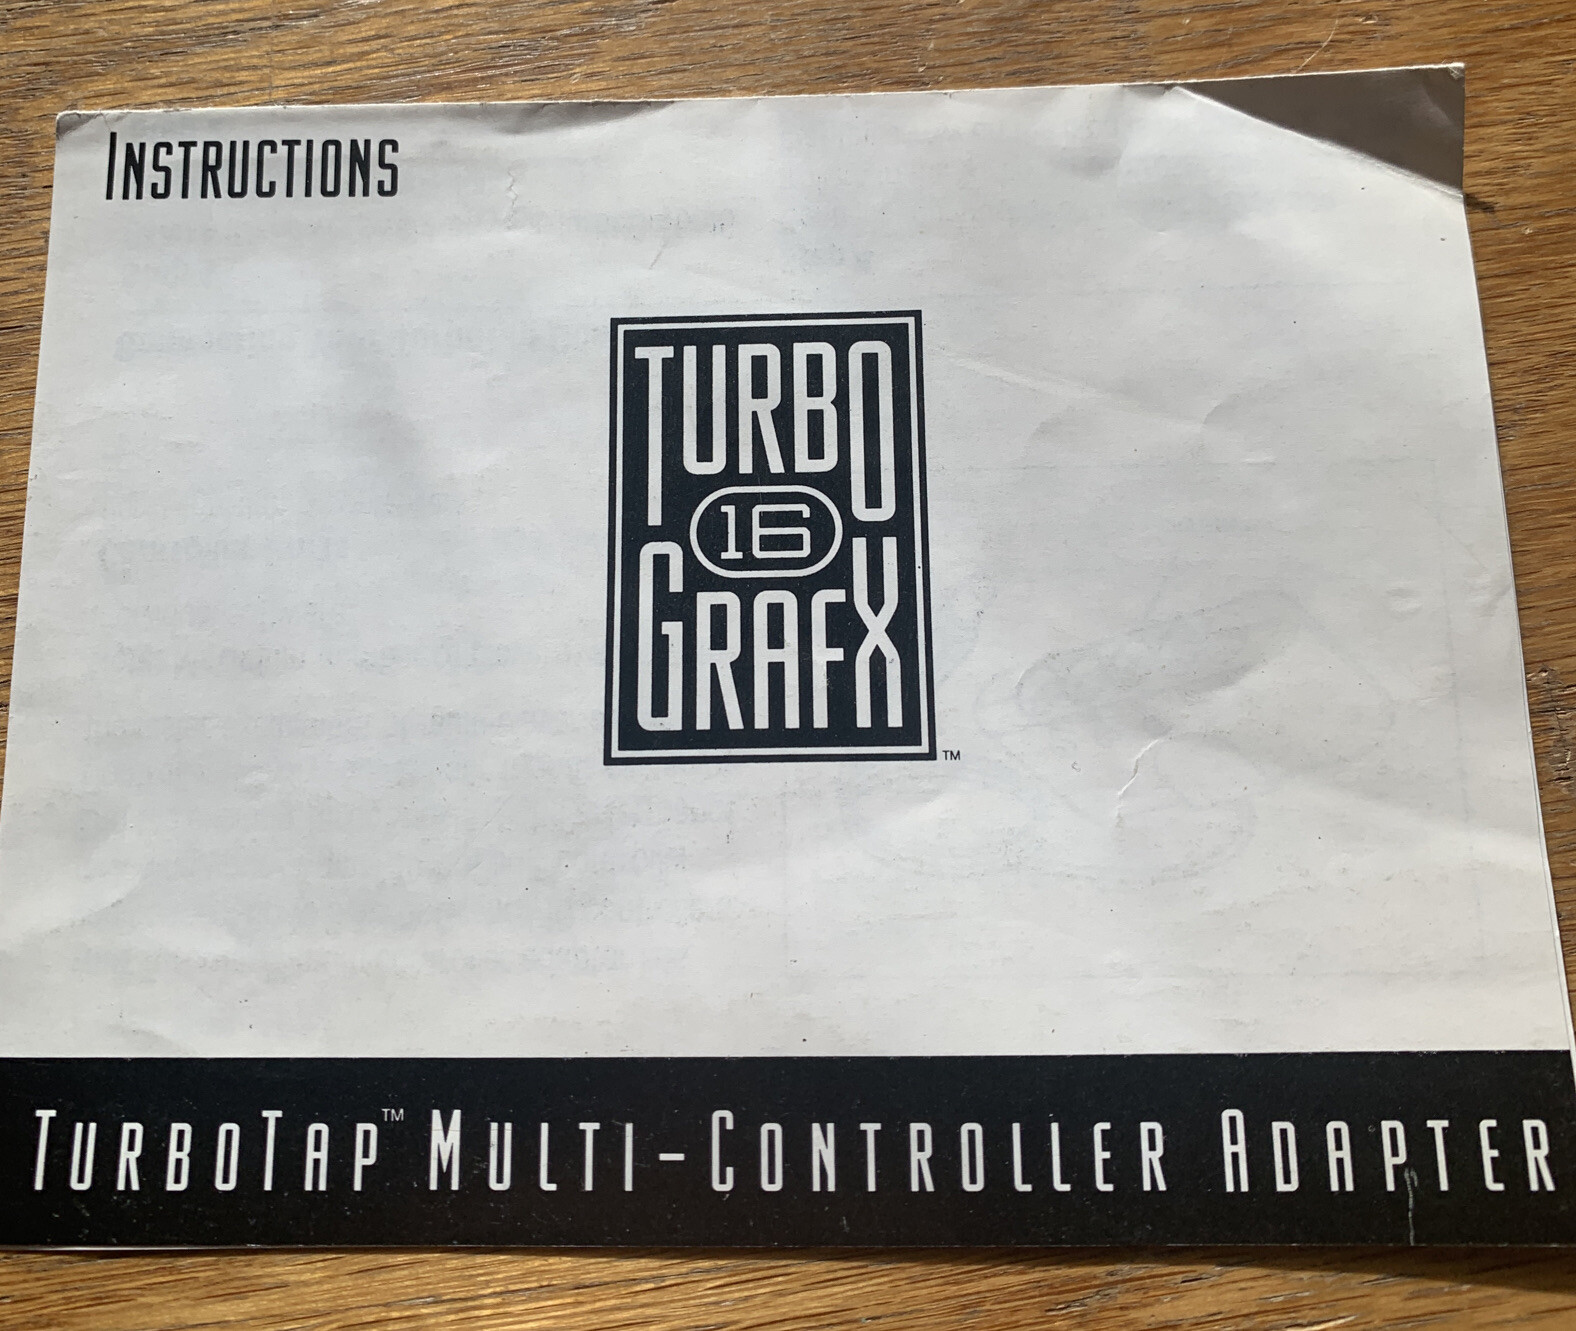 INSTRUCTIONS
TURBO
16
GRAFX
TM
TURBOTAP™ MULTI-CONTROLLER ADAPTER